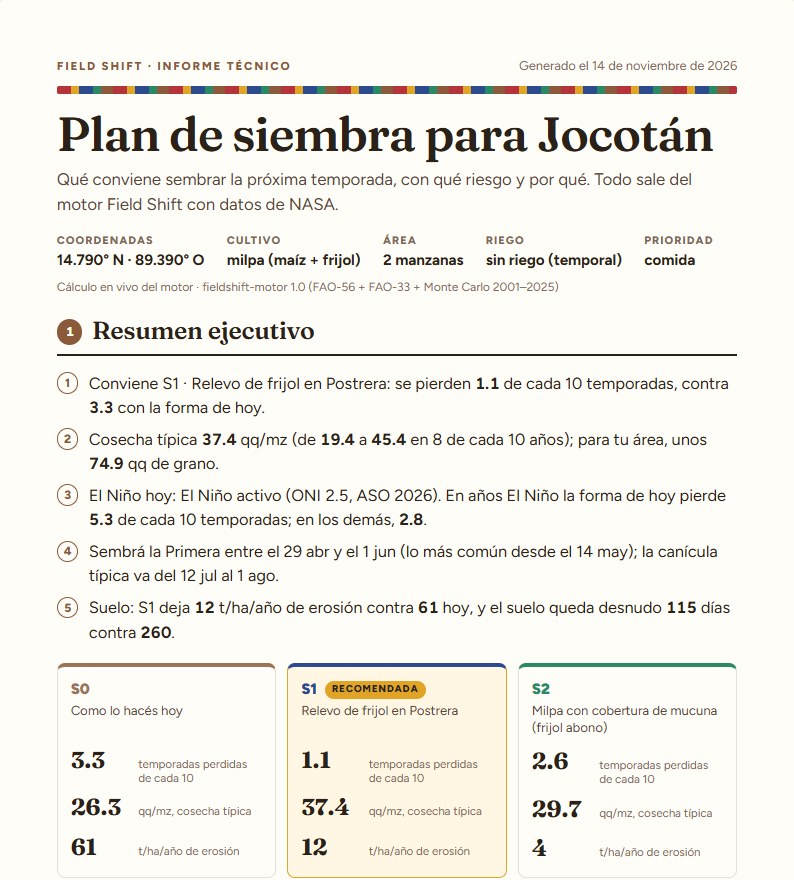 FIELD SHIFT · INFORME TÉCNICO
Generado el 14 de noviembre de 2026
Plan de siembra para Jocotán
Qué conviene sembrar la próxima temporada, con qué riesgo y por qué. Todo sale del
motor Field Shift con datos de NASA.
COORDENADAS
14.790° N · 89.390° O
CULTIVO
milpa (maíz + frijol)
ÁREA
2 manzanas
RIEGO
sin riego (temporal)
PRIORIDAD
comida
Cálculo en vivo del motor · fieldshift-motor 1.0 (FAO-56 + FAO-33 + Monte Carlo 2001–2025)
1 Resumen ejecutivo
1 Conviene S1 · Relevo de frijol en Postrera: se pierden 1.1 de cada 10 temporadas, contra
3.3 con la forma de hoy.
2 Cosecha típica 37.4 qq/mz (de 19.4 a 45.4 en 8 de cada 10 años); para tu área, unos
74.9 qq de grano.
3 El Niño hoy: El Niño activo (ONI 2.5, ASO 2026). En años El Niño la forma de hoy pierde
5.3 de cada 10 temporadas; en los demás, 2.8.
4 Sembrá la Primera entre el 29 abr y el 1 jun (lo más común desde el 14 may); la canícula
típica va del 12 jul al 1 ago.
5 Suelo: S1 deja 12 t/ha/año de erosión contra 61 hoy, y el suelo queda desnudo 115 días
contra 260.
S0
Como lo hacés hoy
3.3 temporadas perdidas
de cada 10
26.3 qq/mz, cosecha típica
61 t/ha/año de erosión
S1 RECOMENDADA
Relevo de frijol en Postrera
1.1 temporadas perdidas
de cada 10
37.4 qq/mz, cosecha típica
12 t/ha/año de erosión
S2
Milpa con cobertura de mucuna
(frijol abono)
2.6 temporadas perdidas
de cada 10
29.7 qq/mz, cosecha típica
4 t/ha/año de erosión